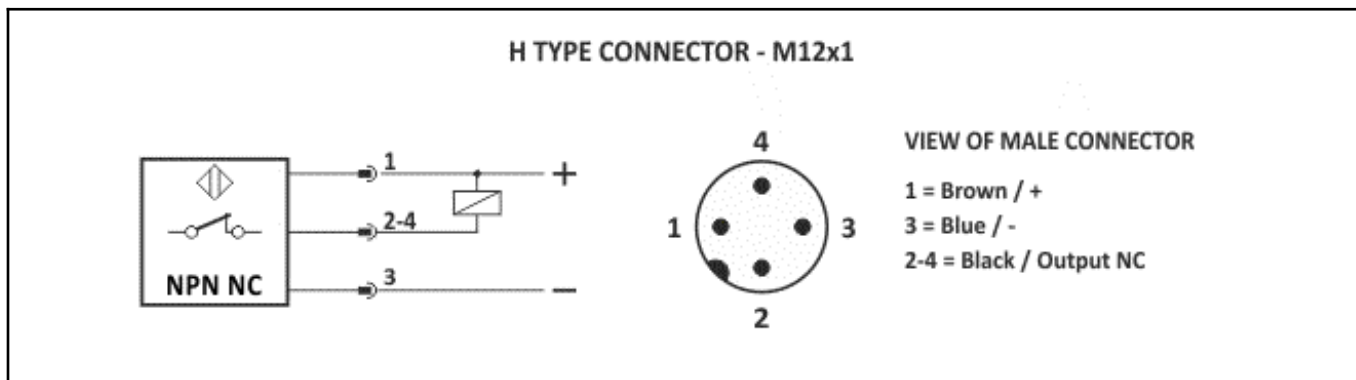 H TYPE CONNECTOR - M12x1
1
+
2-4
3
–
NPN NC
4
1
3
2
VIEW OF MALE CONNECTOR
1 = Brown / +
3 = Blue / -
2-4 = Black / Output NC